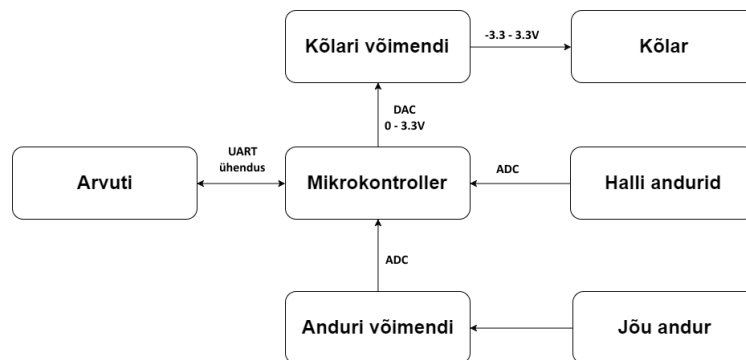 Kõlari võimendi
-3.3 - 3.3V
Kõlar
DAC
0 - 3.3V
Arvuti
UART
ühendus
Mikrokontroller
ADC
Halli andurid
ADC
Anduri võimendi
Jõu andur